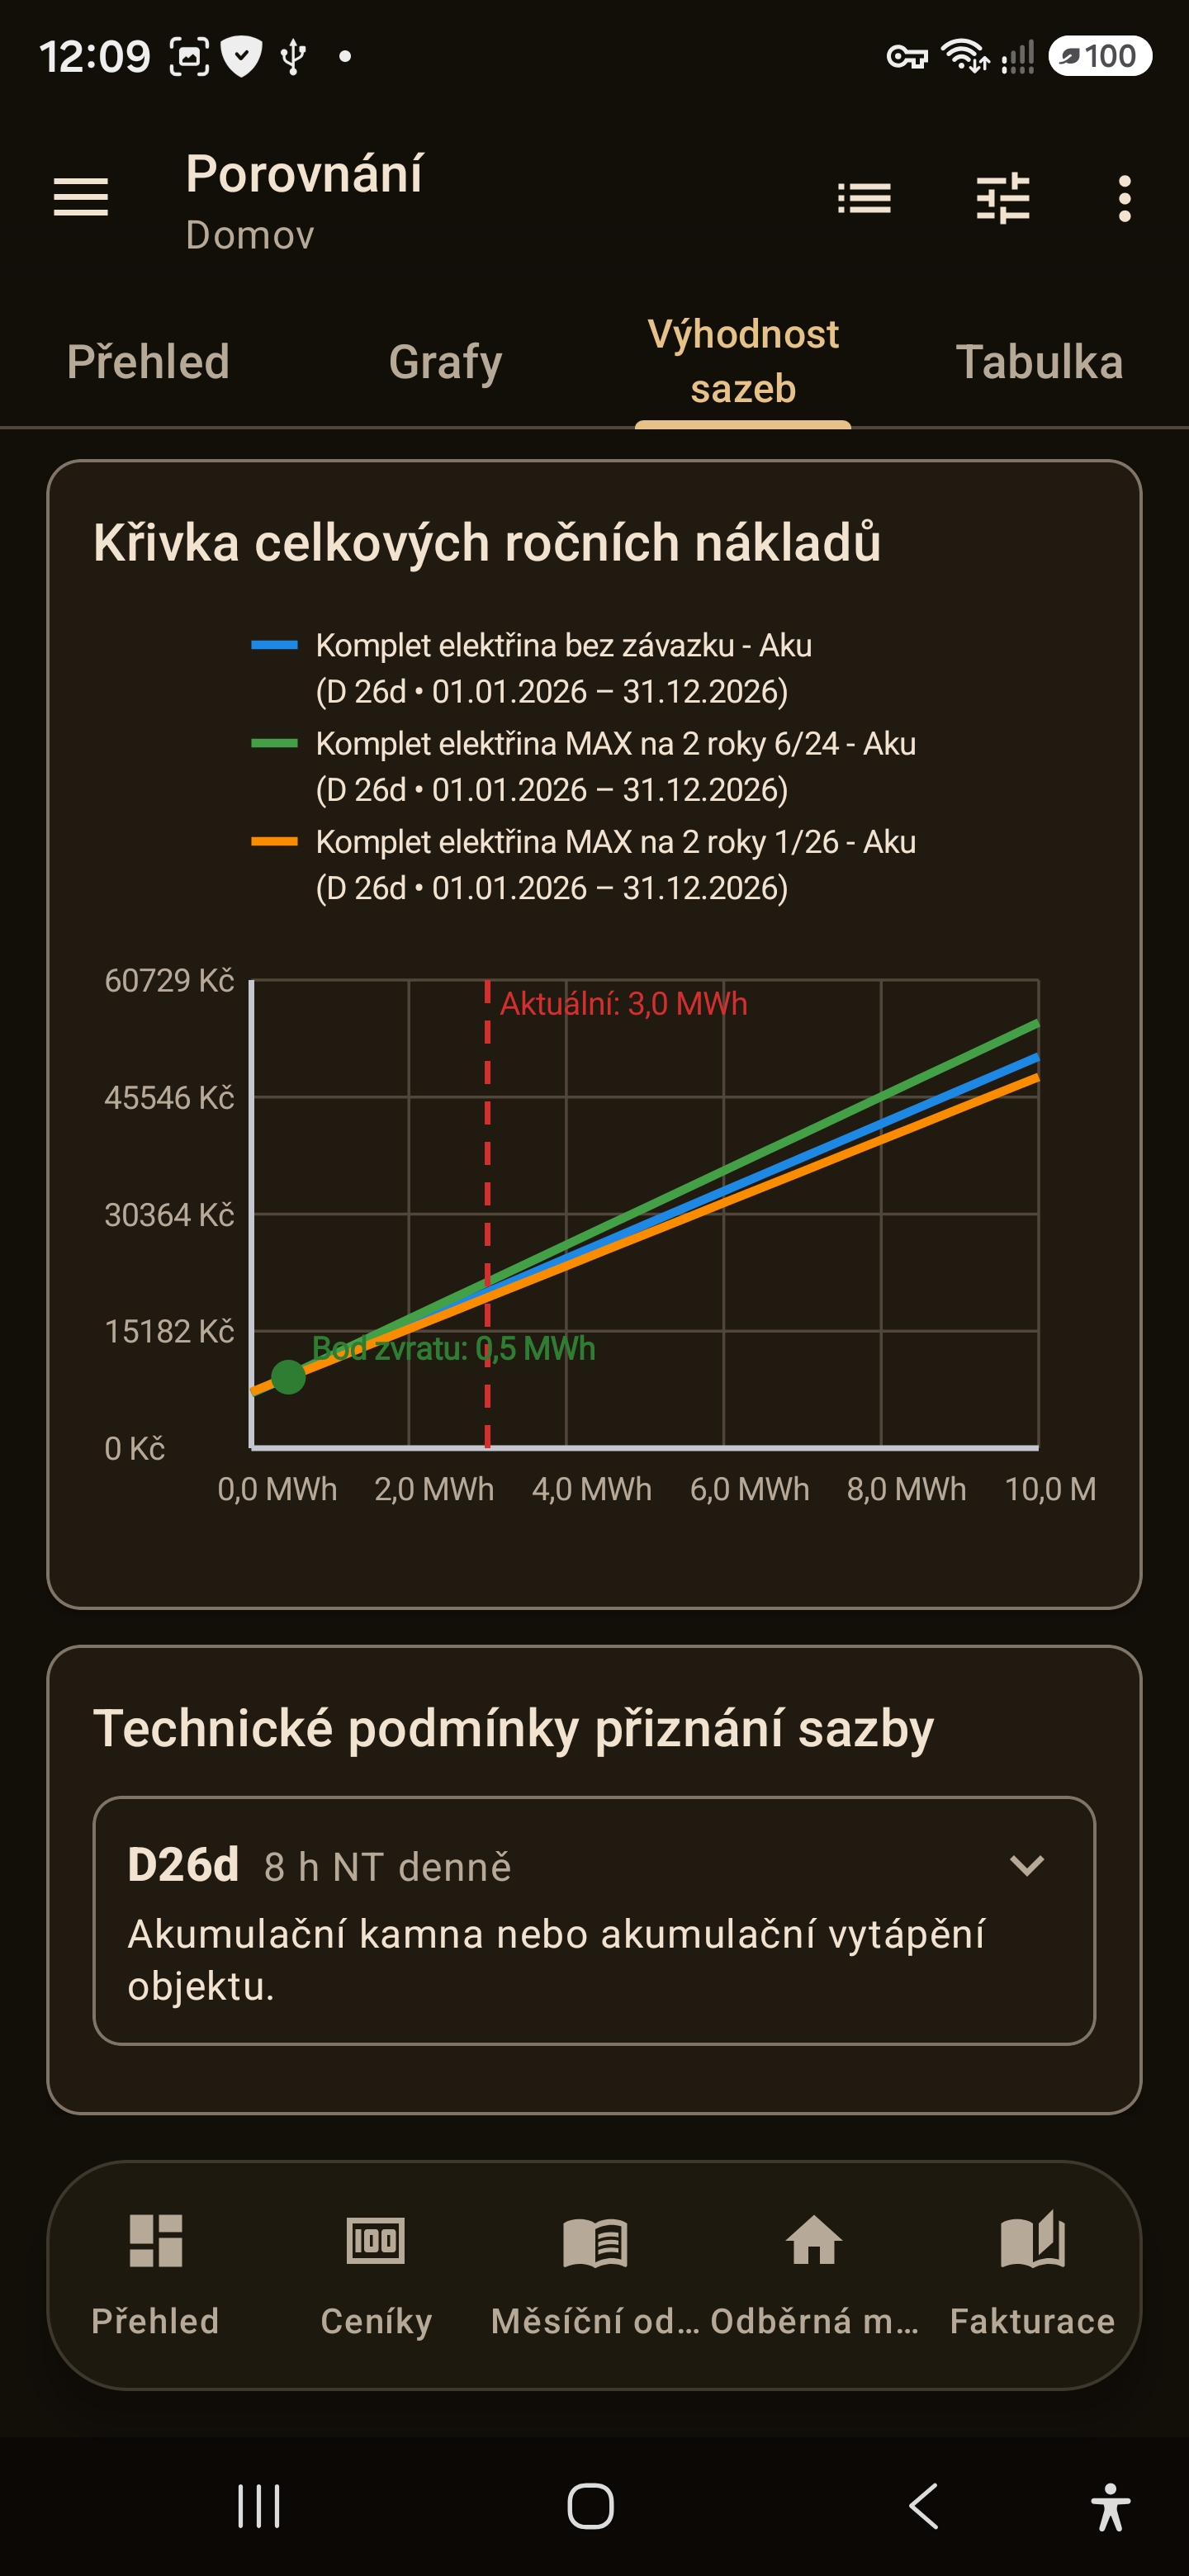 12:09
100
Porovnání
Domov
Přehled
Grafy
Výhodnost
sazeb
Tabulka
Křivka celkových ročních nákladů
Komplet elektřina bez závazku - Aku
(D 26d • 01.01.2026 – 31.12.2026)
Komplet elektřina MAX na 2 roky 6/24 - Aku
(D 26d • 01.01.2026 – 31.12.2026)
Komplet elektřina MAX na 2 roky 1/26 - Aku
(D 26d • 01.01.2026 – 31.12.2026)
60729 Kč
Aktuální: 3,0 MWh
45546 Kč
30364 Kč
15182 Kč
Bod zvratu: 0,5 MWh
0 Kč
0,0 MWh 2,0 MWh 4,0 MWh 6,0 MWh 8,0 MWh 10,0 M
Technické podmínky přiznání sazby
D26d 8 h NT denně
Akumulační kamna nebo akumulační vytápění
objektu.
100
Přehled
Ceníky
Měsíční od…
Odběrná m…
Fakturace